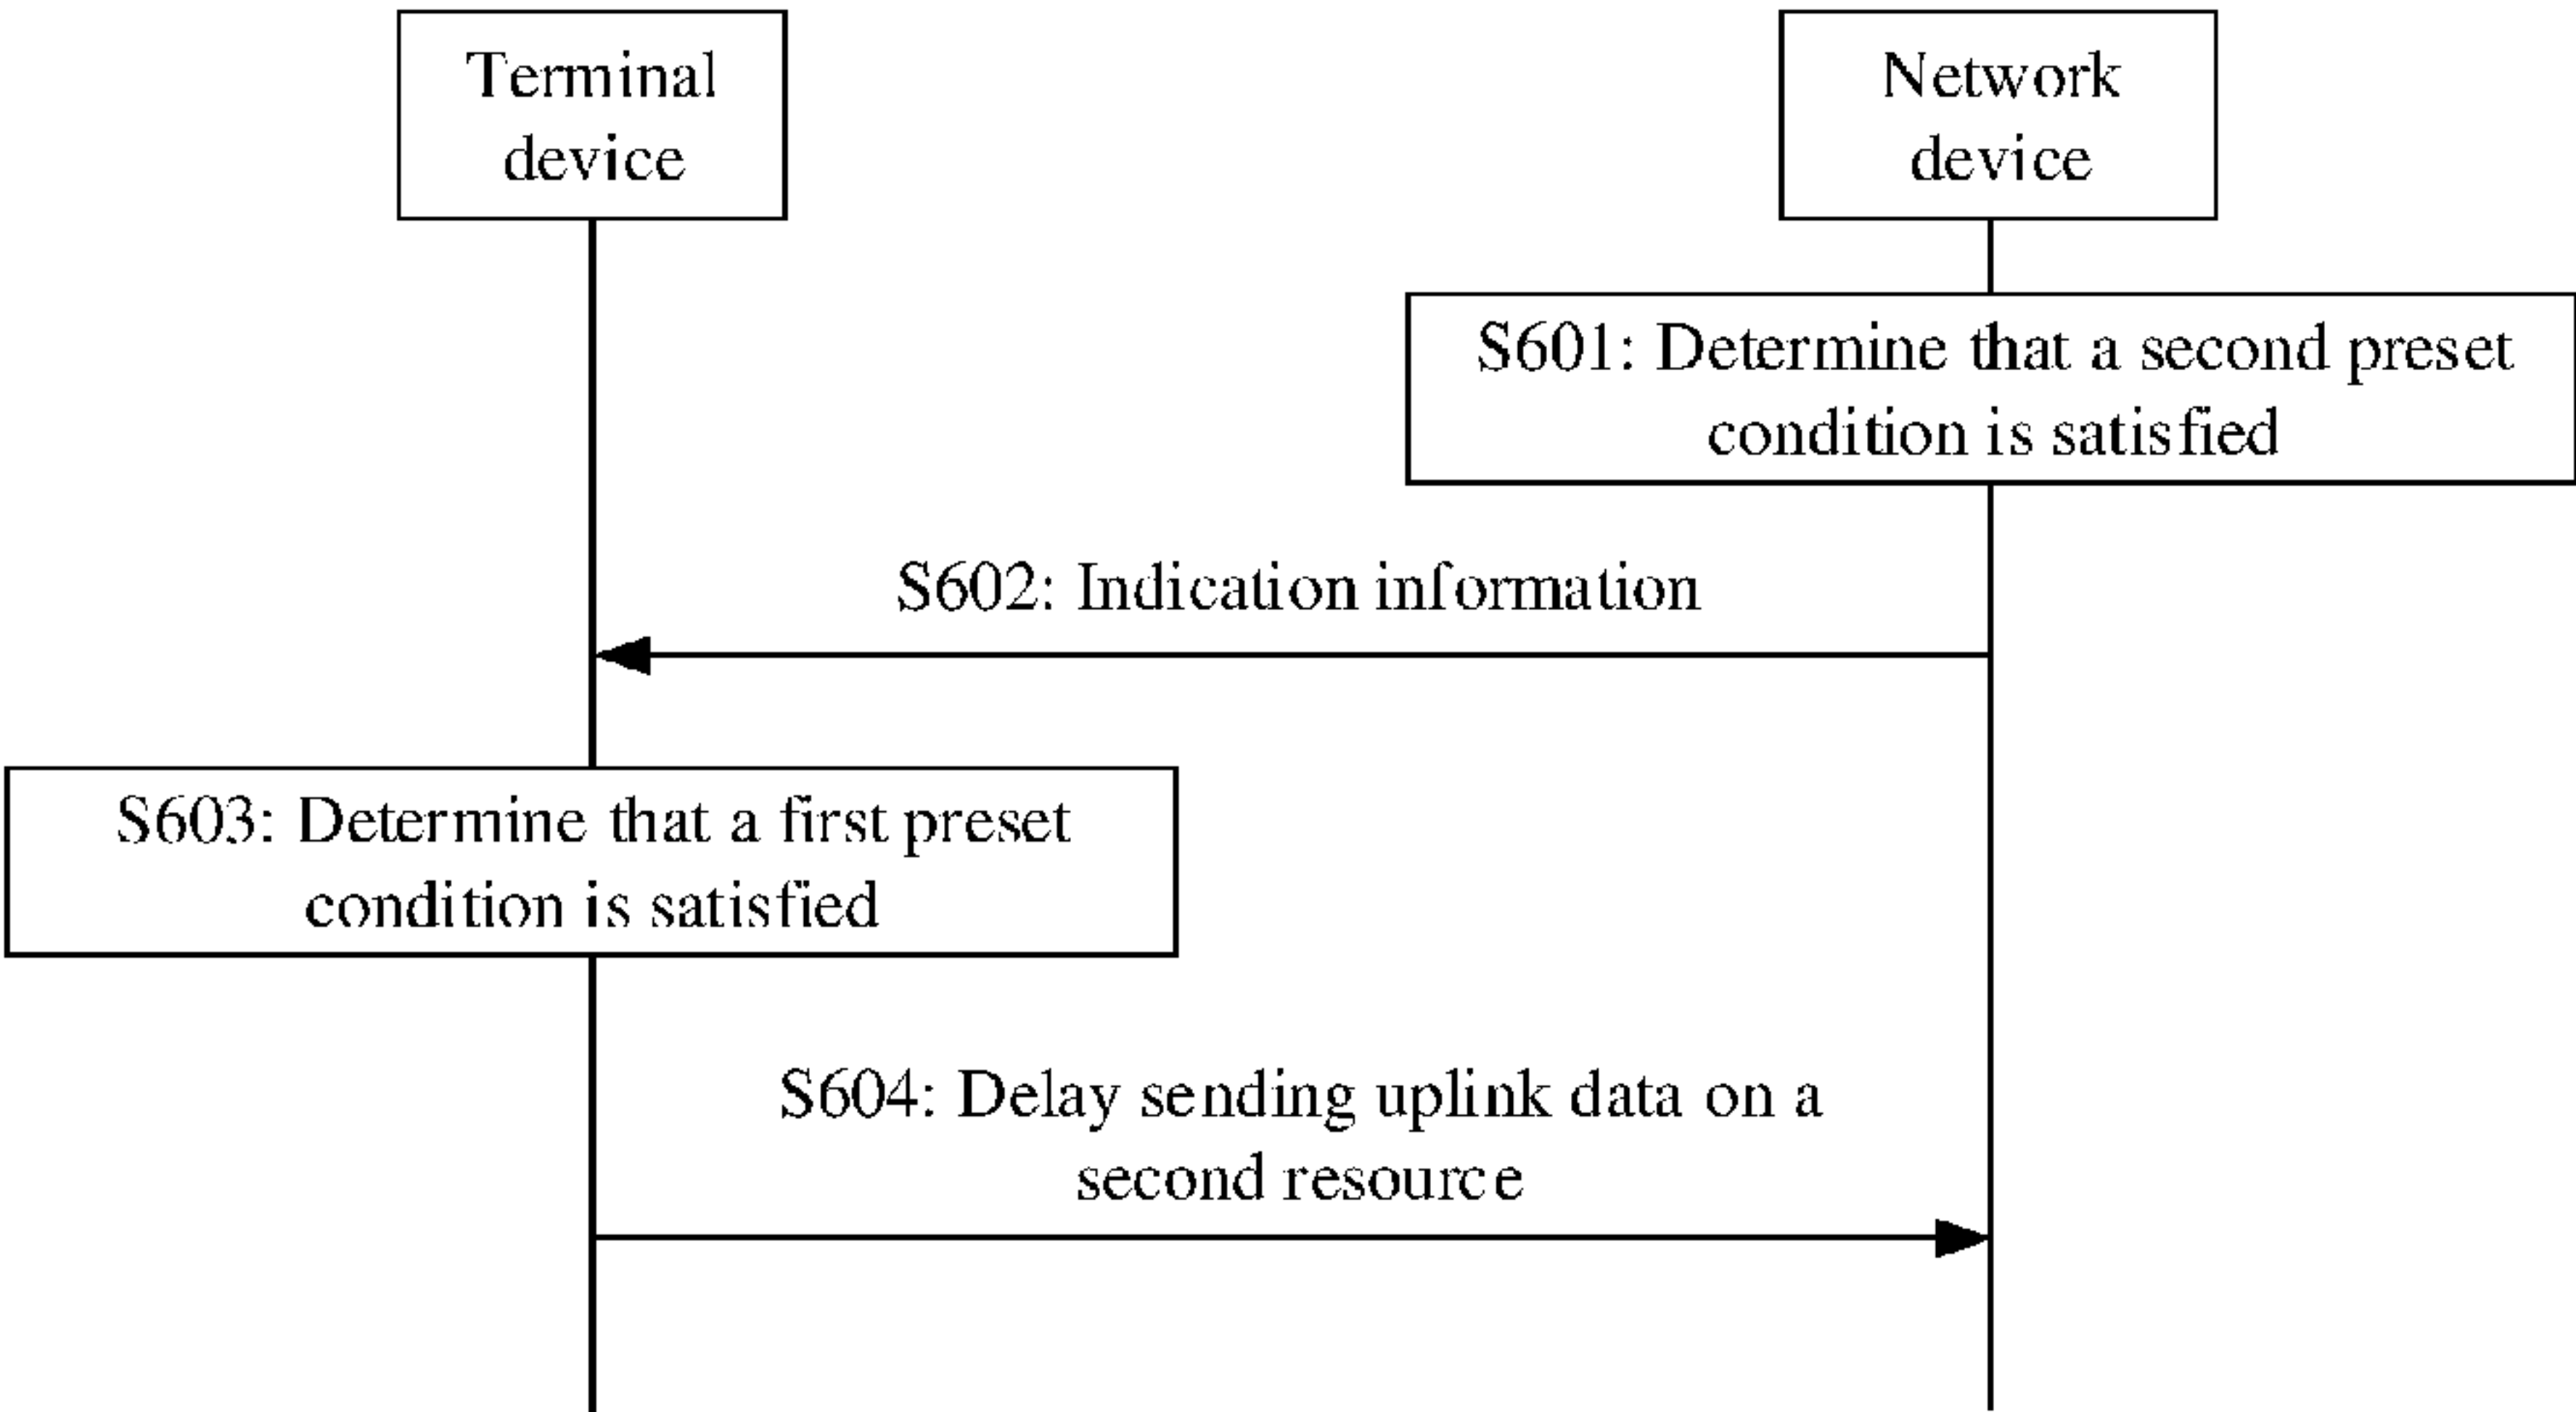 Terminal
device
Network
device
S601: Determine that a second preset
condition is satisfied
S602: Indication information
S603: Determine that a first preset
condition is satisfied
S604: Delay sending uplink data on a
second resource